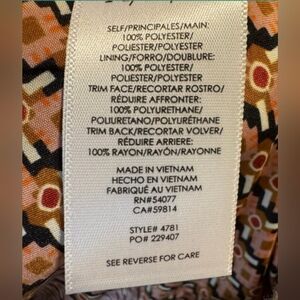 SELF/PRINCIPALES/MAIN:
100% POLYESTER/
POLIESTER/POLYESTER
LINING/FORRO/DOUBLURE:
100% POLYESTER/
POLIESTER/POLYESTER
TRIM FACE/RECORTAR ROSTRO/
RÉDUIRE AFFRONTER:
100% POLYURETHANE/
POLIURETANO/POLYURÉTHANE
TRIM BACK/RECORTAR VOLVER/
RÉDUIRE ARRIERE:
100% RAYON/RAYÓN/RAYONNE
MADE IN VIETNAM
HECHO EN VIETNAM
FABRIQUÉ AU VIETNAM
RN#54077
CA#59814
STYLE# 4781
PO# 229407
SEE REVERSE FOR CARE